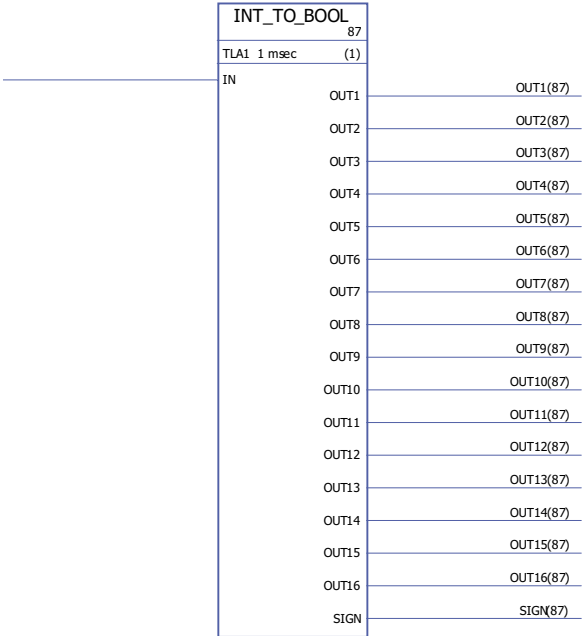 INT_TO_BOOL
87
TLA1 1 msec (1)
IN
OUT1 OUT1(87)
OUT2 OUT2(87)
OUT3 OUT3(87)
OUT4 OUT4(87)
OUT5 OUT5(87)
OUT6 OUT6(87)
OUT7 OUT7(87)
OUT8 OUT8(87)
OUT9 OUT9(87)
OUT10 OUT10(87)
OUT11 OUT11(87)
OUT12 OUT12(87)
OUT13 OUT13(87)
OUT14 OUT14(87)
OUT15 OUT15(87)
OUT16 OUT16(87)
SIGN SIGN(87)